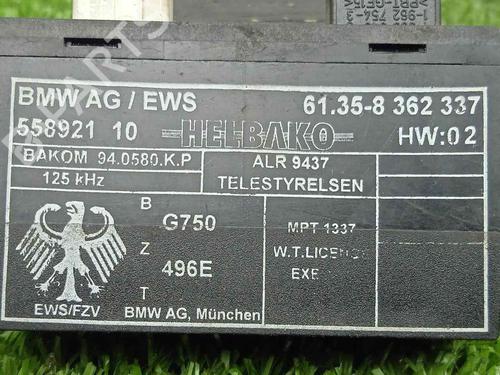 BMW AG / EWS 61.35-8 362 337
558921 10 HELBAKO HW:02
BAKOM 94.0580.K.P ALR 9437
125 kHz TELESTYRELSEN
B G750 MPT 1337
Z 496E W.T.LICEN
EXE
T
EWS/FZV BMW AG, München